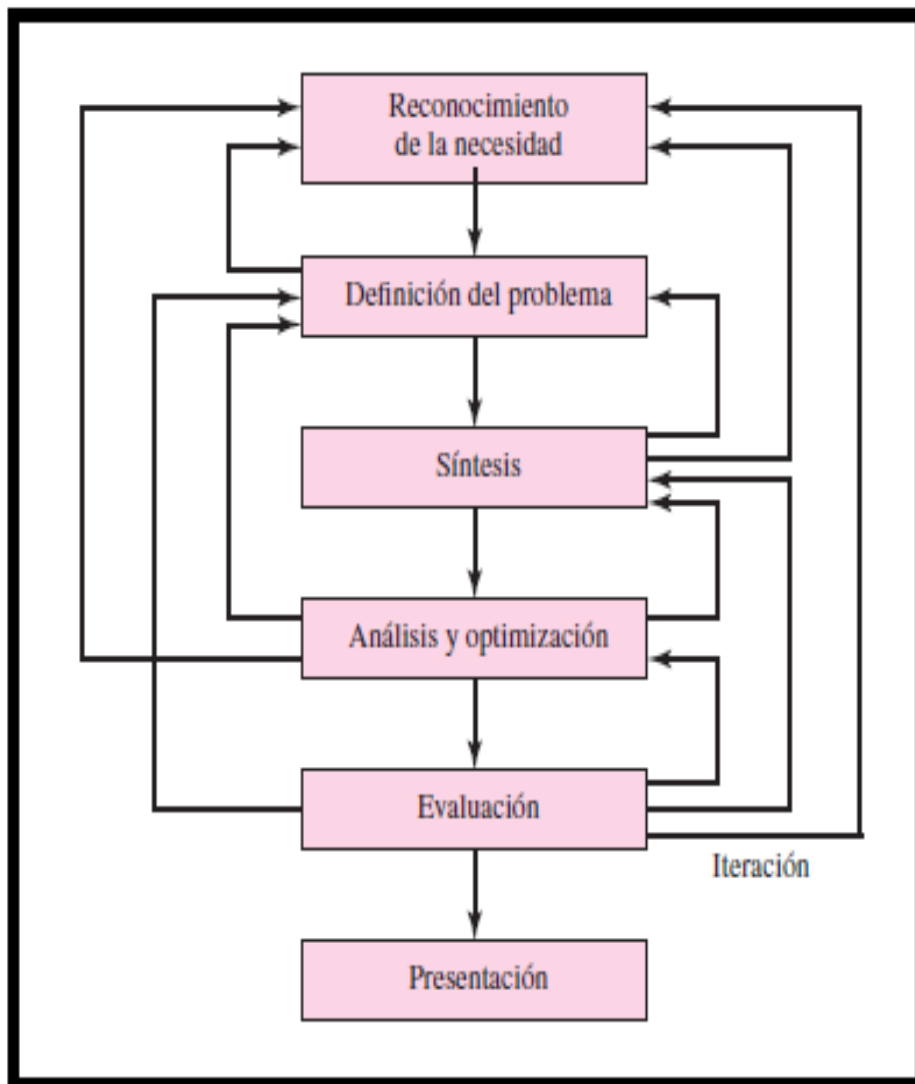 Reconocimiento
de la necesidad
Definición del problema
Síntesis
Análisis y optimización
Evaluación
Iteración
Presentación